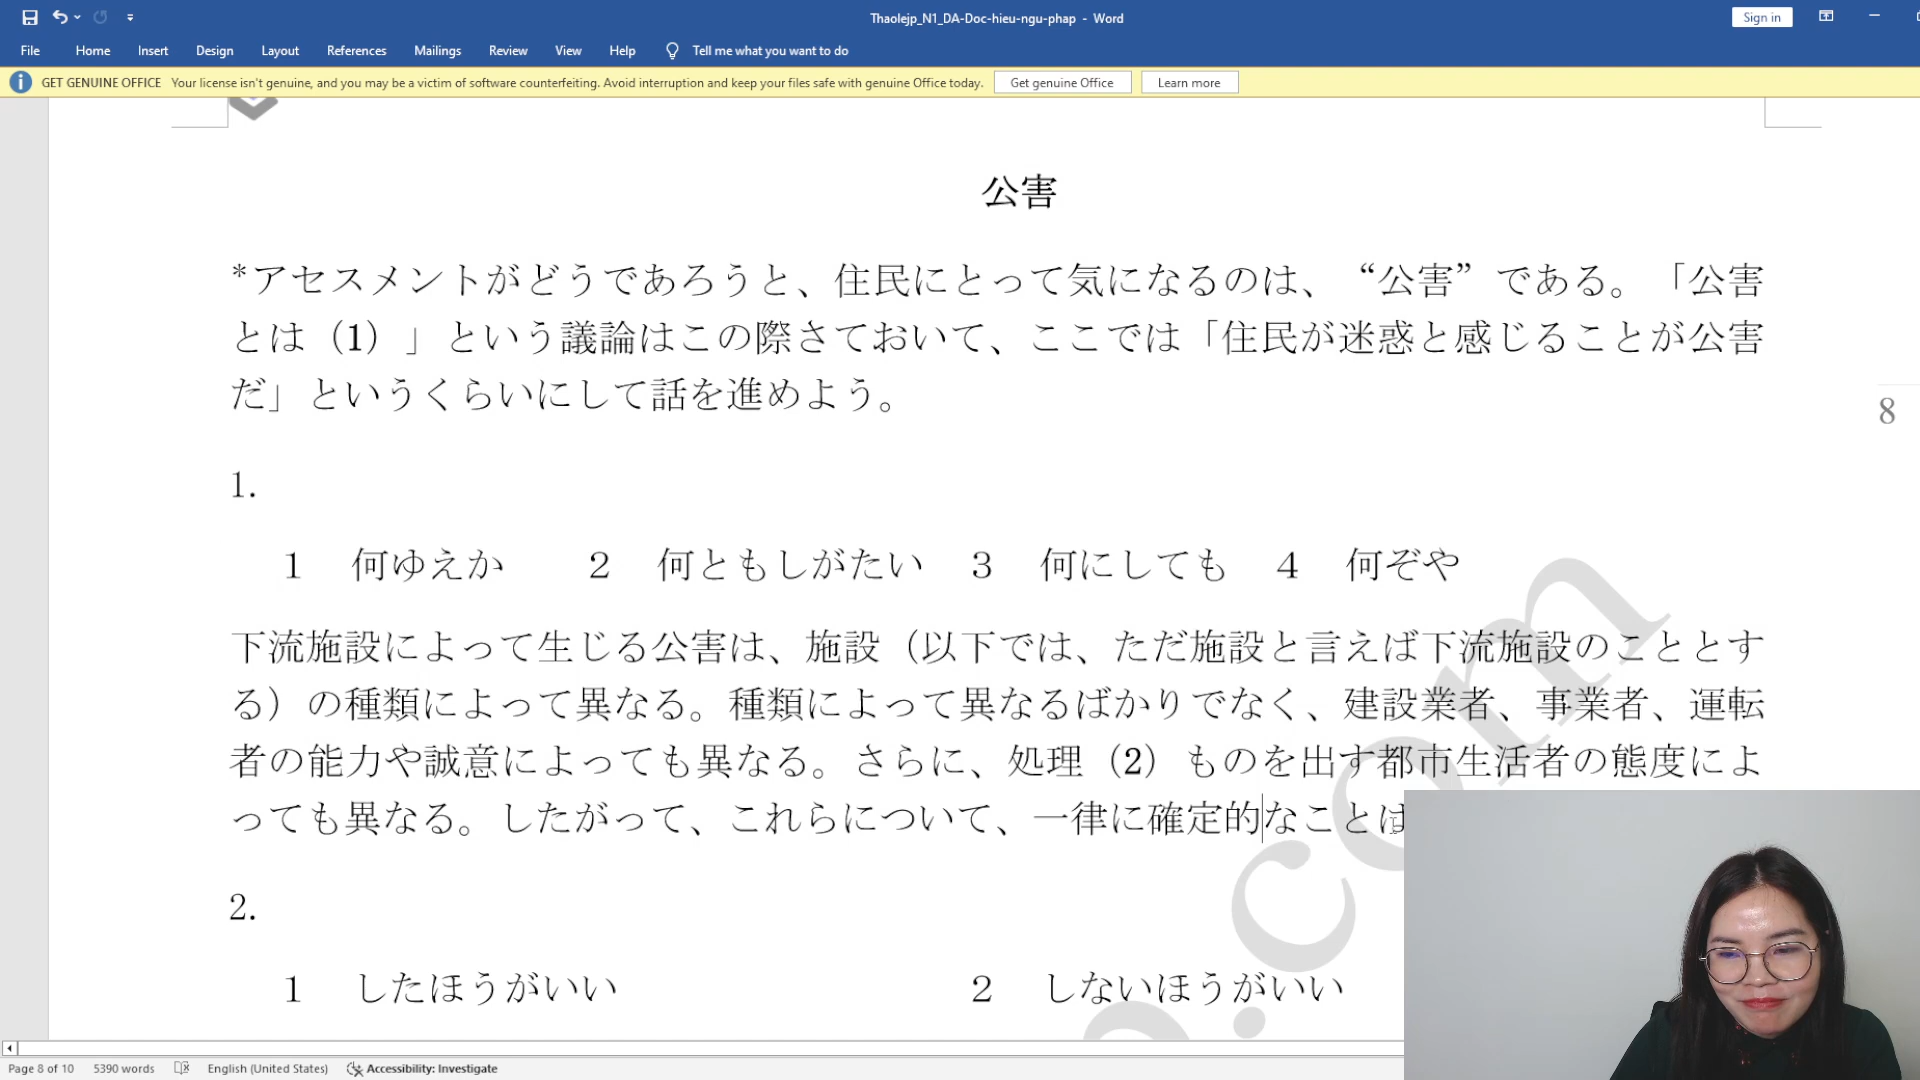 Thaolejp_N1_DA-Doc-hieu-ngu-phap - Word
Sign in
File Home Insert Design Layout References Mailings Review View Help Tell me what you want to do
GET GENUINE OFFICE Your license isn't genuine, and you may be a victim of software counterfeiting. Avoid interruption and keep your files safe with genuine Office today. Get genuine Office Learn more
公害
*アセスメントがどうであろうと、住民にとって気になるのは、“公害”である。「公害
とは（1）」という議論はこの際さておいて、ここでは「住民が迷惑と感じることが公害
だ」というくらいにして話を進めよう。
8
1.
1 何ゆえか 2 何ともしがたい 3 何にしても 4 何ぞや
下流施設によって生じる公害は、施設（以下では、ただ施設と言えば下流施設のこととす
る）の種類によって異なる。種類によって異なるばかりでなく、建設業者、事業者、運転
者の能力や誠意によっても異なる。さらに、処理（2）ものを出す都市生活者の態度によ
っても異なる。したがって、これらについて、一律に確定的なことは
2.
1 したほうがいい 2 しないほうがいい
.com
Page 8 of 10 5390 words English (United States) Accessibility: Investigate